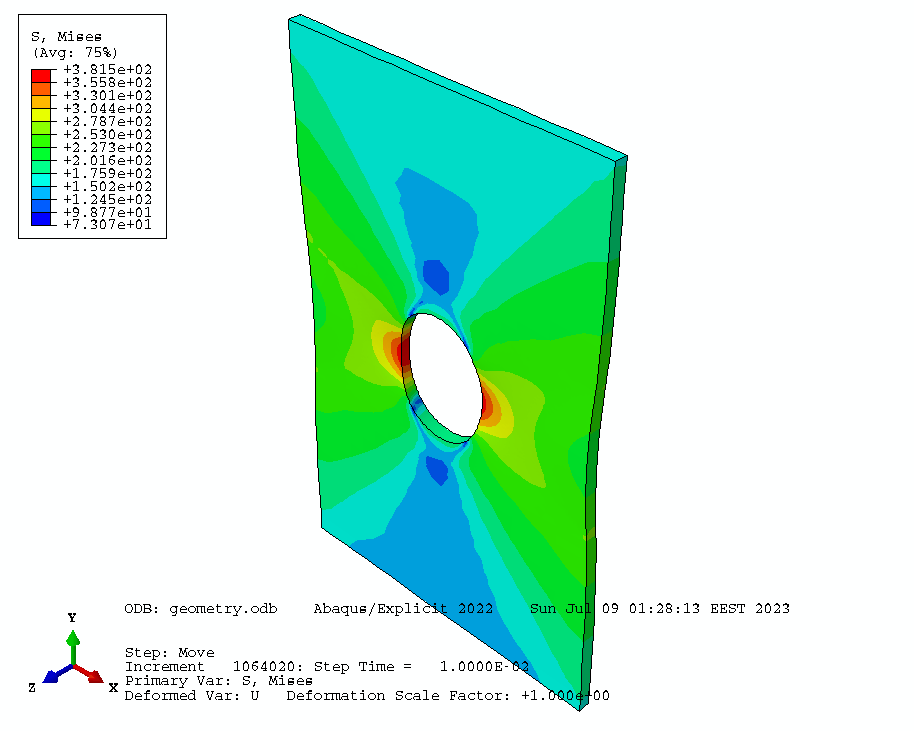 S, Mises
(Avg: 75%)
+3.815e+02
+3.558e+02
+3.301e+02
+3.044e+02
+2.787e+02
+2.530e+02
+2.273e+02
+2.016e+02
+1.759e+02
+1.502e+02
+1.245e+02
+9.877e+01
+7.307e+01
ODB: geometry.odb    Abaqus/Explicit 2022    Sun Jul 09 01:28:13 EEST 2023
Step: Move
Increment   1064020: Step Time =   1.0000E-02
Primary Var: S, Mises
Deformed Var: U   Deformation Scale Factor: +1.000e+00
Y
Z
X